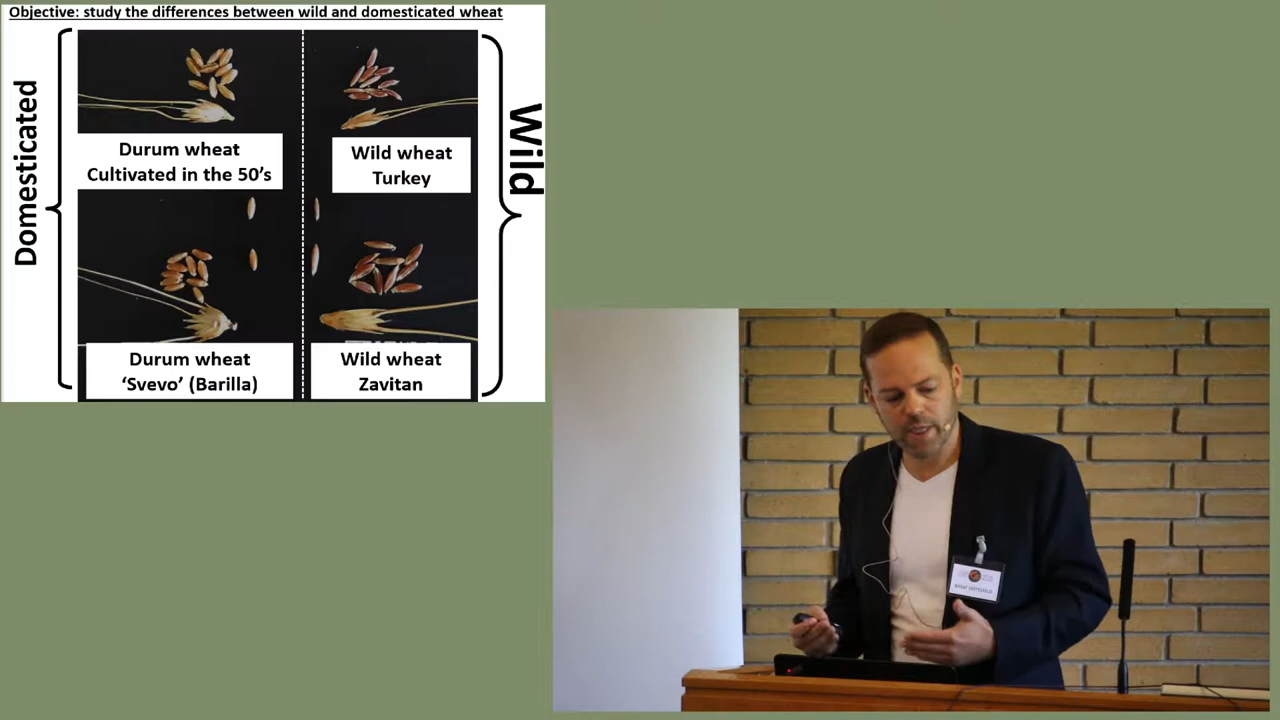 Objective: study the differences between wild and domesticated wheat
Domesticated
Wild
Durum wheat
Cultivated in the 50's
Wild wheat
Turkey
Durum wheat
‘Svevo’ (Barilla)
Wild wheat
Zavitan